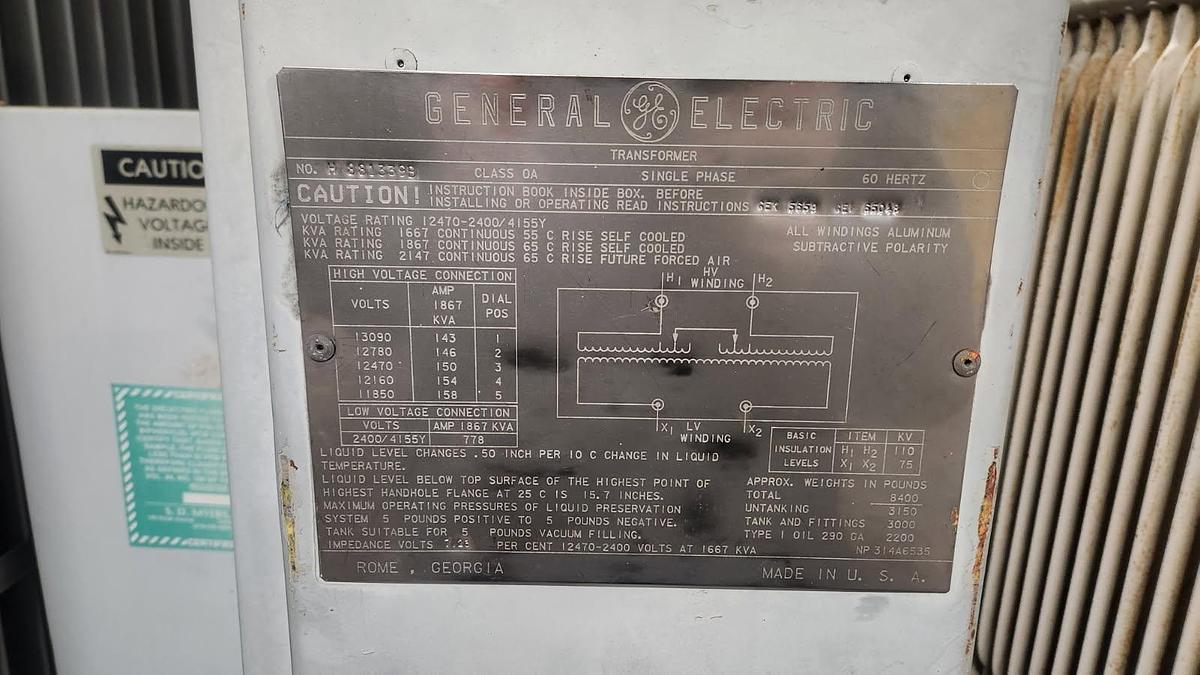 GENERAL GE ELECTRIC
TRANSFORMER
NO. CLASS OA SINGLE PHASE 60 HERTZ
CAUTION! INSTRUCTION BOOK INSIDE BOX. BEFORE
INSTALLING OR OPERATING READ INSTRUCTIONS
VOLTAGE RATING 12470-2400/4155Y
KVA RATING 1667 CONTINUOUS 55 C RISE SELF COOLED
KVA RATING 1867 CONTINUOUS 65 C RISE SELF COOLED
KVA RATING 2147 CONTINUOUS 65 C RISE FUTURE FORCED AIR
ALL WINDINGS ALUMINUM
SUBTRACTIVE POLARITY
HIGH VOLTAGE CONNECTION
VOLTS AMP 1867 KVA DIAL POS
13090 143 1
12780 146 2
12470 150 3
12160 154 4
11850 158 5
LOW VOLTAGE CONNECTION
VOLTS AMP 1867 KVA
2400/4155Y 778
H1 HV WINDING H2
X1 LV WINDING X2
BASIC INSULATION LEVELS ITEM KV
H1 H2 110
X1 X2 75
LIQUID LEVEL CHANGES .50 INCH PER 10 C CHANGE IN LIQUID
TEMPERATURE.
LIQUID LEVEL BELOW TOP SURFACE OF THE HIGHEST POINT OF
HIGHEST HANDHOLE FLANGE AT 25 C IS 15.7 INCHES.
MAXIMUM OPERATING PRESSURES OF LIQUID PRESERVATION
SYSTEM 5 POUNDS POSITIVE TO 5 POUNDS NEGATIVE.
TANK SUITABLE FOR 5 POUNDS VACUUM FILLING.
IMPEDANCE VOLTS PER CENT 12470-2400 VOLTS AT 1667 KVA
APPROX. WEIGHTS IN POUNDS
TOTAL 8400
UNTANKING 3150
TANK AND FITTINGS 3000
TYPE I OIL 290 GA 2200
NP 314A6535
ROME, GEORGIA MADE IN U. S. A.
CAUTIO
HAZARDO
VOLTAG
INSIDE